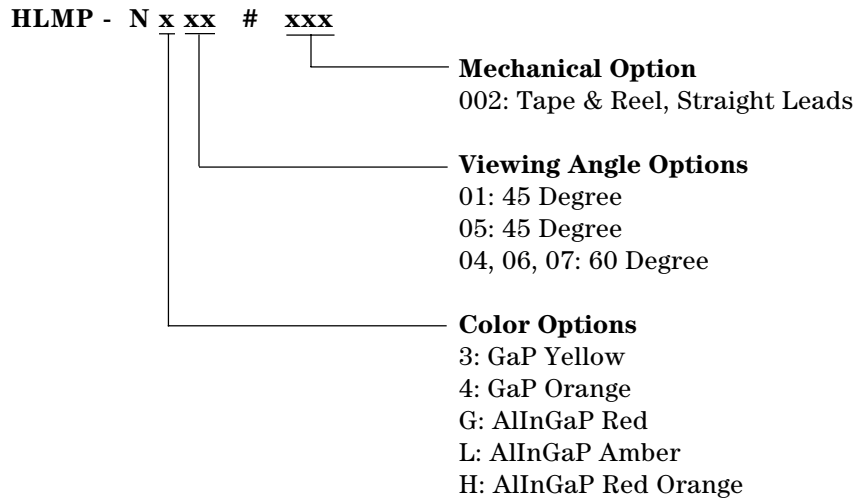 HLMP - N x xx # xxx
Mechanical Option
002: Tape & Reel, Straight Leads
Viewing Angle Options
01: 45 Degree
05: 45 Degree
04, 06, 07: 60 Degree
Color Options
3: GaP Yellow
4: GaP Orange
G: AlInGaP Red
L: AlInGaP Amber
H: AlInGaP Red Orange